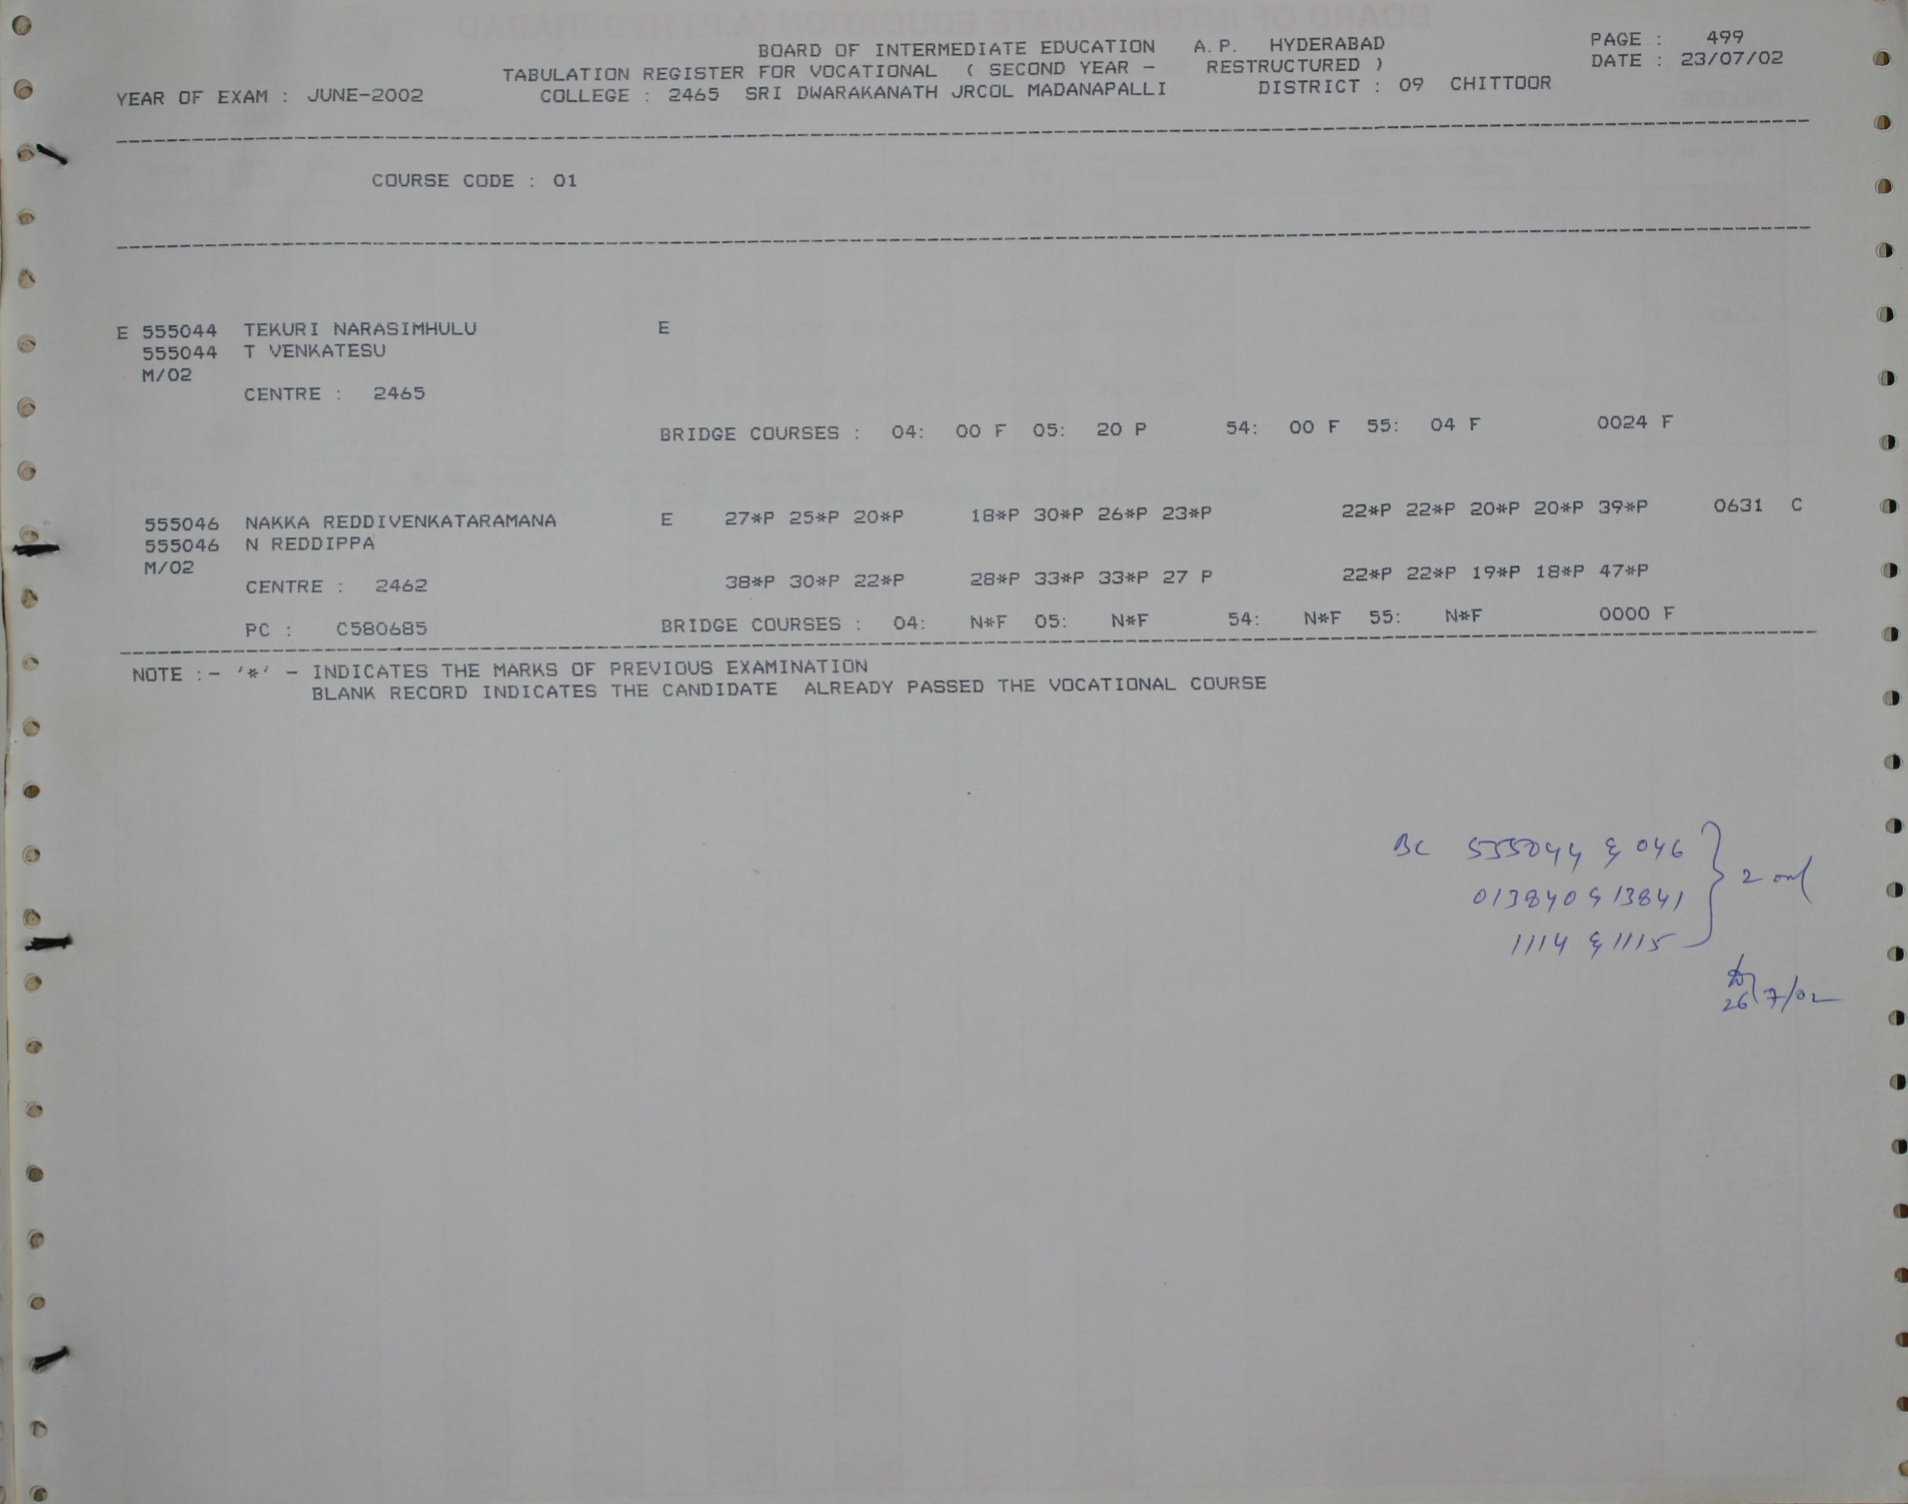 BOARD OF INTERMEDIATE EDUCATION A.P. HYDERABAD PAGE : 499
TABULATION REGISTER FOR VOCATIONAL ( SECOND YEAR - RESTRUCTURED ) DATE : 23/07/02
YEAR OF EXAM : JUNE-2002 COLLEGE : 2465 SRI DWARAKANATH JRCOL MADANAPALLI DISTRICT : 09 CHITTOOR
COURSE CODE : 01
E 555044 TEKURI NARASIMHULU E
555044 T VENKATESU
M/02
CENTRE : 2465
BRIDGE COURSES : 04: 00 F 05: 20 P 54: 00 F 55: 04 F 0024 F
555046 NAKKA REDDIVENKATARAMANA E 27*P 25*P 20*P 18*P 30*P 26*P 23*P 22*P 22*P 20*P 20*P 39*P 0631 C
555046 N REDDIPPA
M/02
CENTRE : 2462 38*P 30*P 22*P 28*P 33*P 33*P 27 P 22*P 22*P 19*P 18*P 47*P
PC : C580685 BRIDGE COURSES : 04: N*F 05: N*F 54: N*F 55: N*F 0000 F
NOTE :- '*' - INDICATES THE MARKS OF PREVIOUS EXAMINATION
BLANK RECORD INDICATES THE CANDIDATE ALREADY PASSED THE VOCATIONAL COURSE
BC 555044 & 046
013840 & 13841 2
1114 & 1115
26/7/02